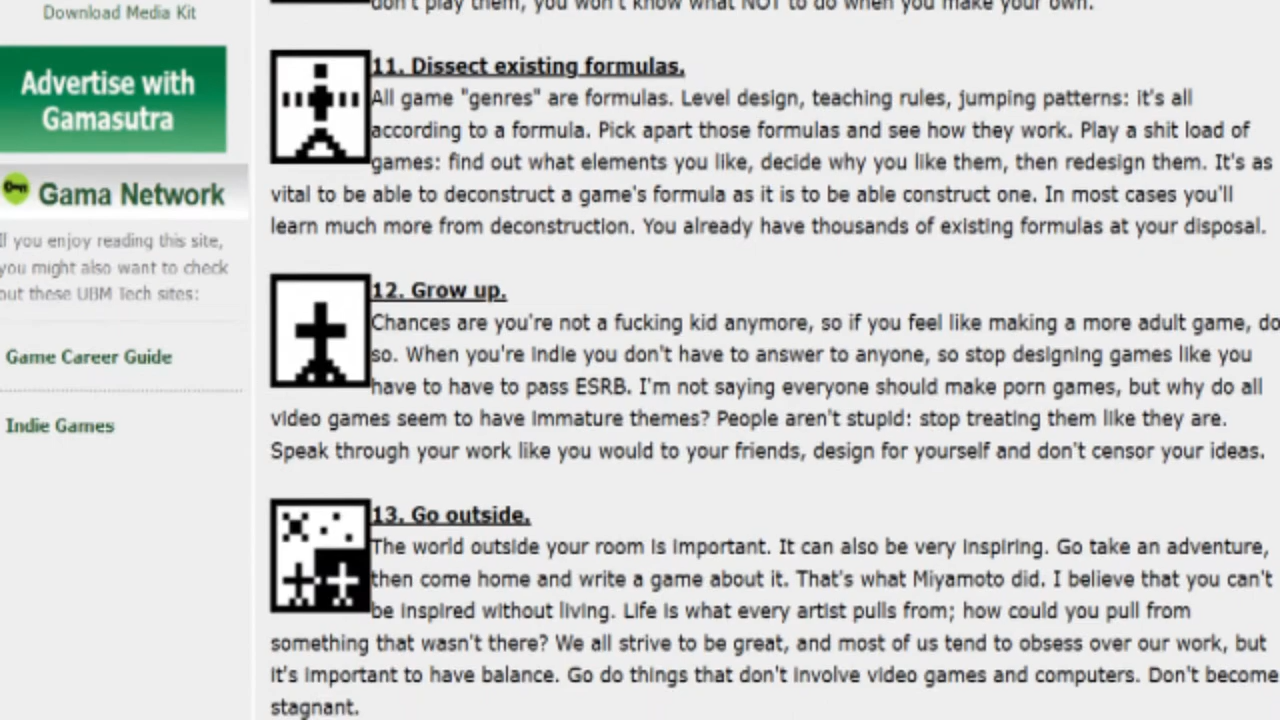 Download Media Kit
Advertise with
Gamasutra
Gama Network
If you enjoy reading this site,
you might also want to check
out these UBM Tech sites:
Game Career Guide
Indie Games
don't play them, you won't know what NOT to do when you make your own.
11. Dissect existing formulas.
All game "genres" are formulas. Level design, teaching rules, jumping patterns: it's all
according to a formula. Pick apart those formulas and see how they work. Play a shit load of
games: find out what elements you like, decide why you like them, then redesign them. It's as
vital to be able to deconstruct a game's formula as it is to be able construct one. In most cases you'll
learn much more from deconstruction. You already have thousands of existing formulas at your disposal.
12. Grow up.
Chances are you're not a fucking kid anymore, so if you feel like making a more adult game, do
so. When you're indie you don't have to answer to anyone, so stop designing games like you
have to have to pass ESRB. I'm not saying everyone should make porn games, but why do all
video games seem to have immature themes? People aren't stupid: stop treating them like they are.
Speak through your work like you would to your friends, design for yourself and don't censor your ideas.
13. Go outside.
The world outside your room is important. It can also be very inspiring. Go take an adventure,
then come home and write a game about it. That's what Miyamoto did. I believe that you can't
be inspired without living. Life is what every artist pulls from; how could you pull from
something that wasn't there? We all strive to be great, and most of us tend to obsess over our work, but
it's important to have balance. Go do things that don't involve video games and computers. Don't become
stagnant.